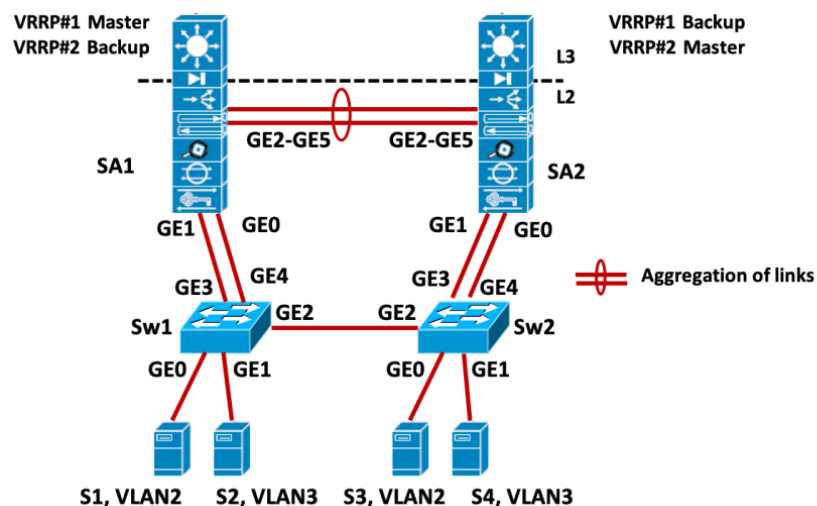 VRRP#1 Master
VRRP#2 Backup
VRRP#1 Backup
VRRP#2 Master
L3
L2
GE2-GE5 GE2-GE5
SA1 SA2
GE1 GE0 GE1 GE0
GE3 GE4 GE3 GE4
Aggregation of links
Sw1 GE2 GE2 Sw2
GE0 GE1 GE0 GE1
S1, VLAN2 S2, VLAN3 S3, VLAN2 S4, VLAN3